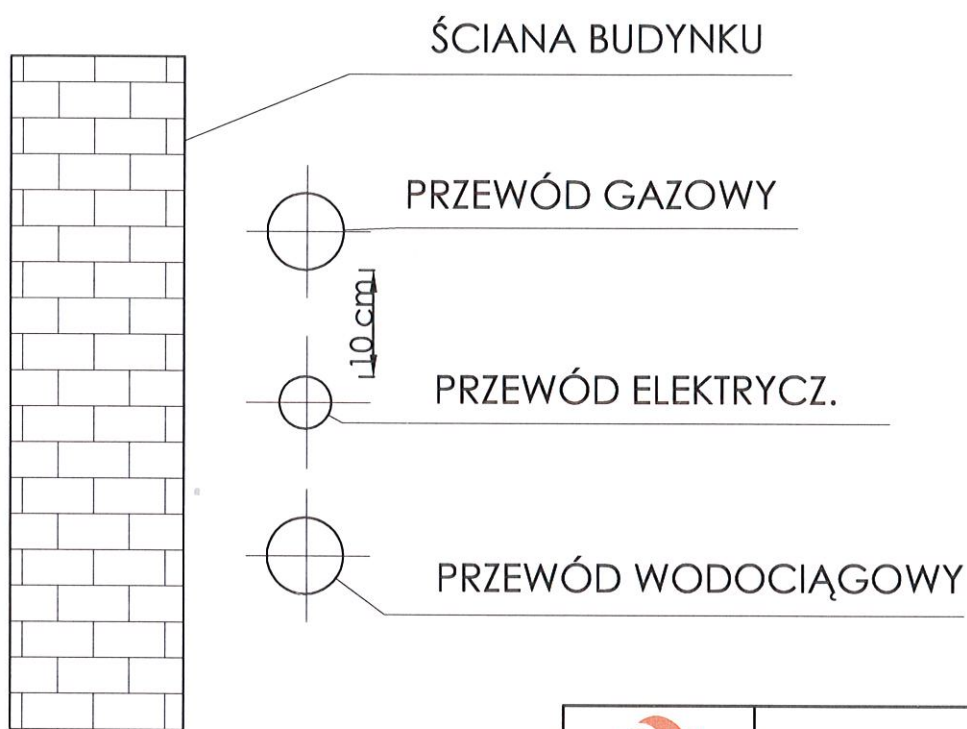 ŚCIANA BUDYNKU
PRZEWÓD GAZOWY
10 cm
PRZEWÓD ELEKTRYCZ.
PRZEWÓD WODOCIĄGOWY